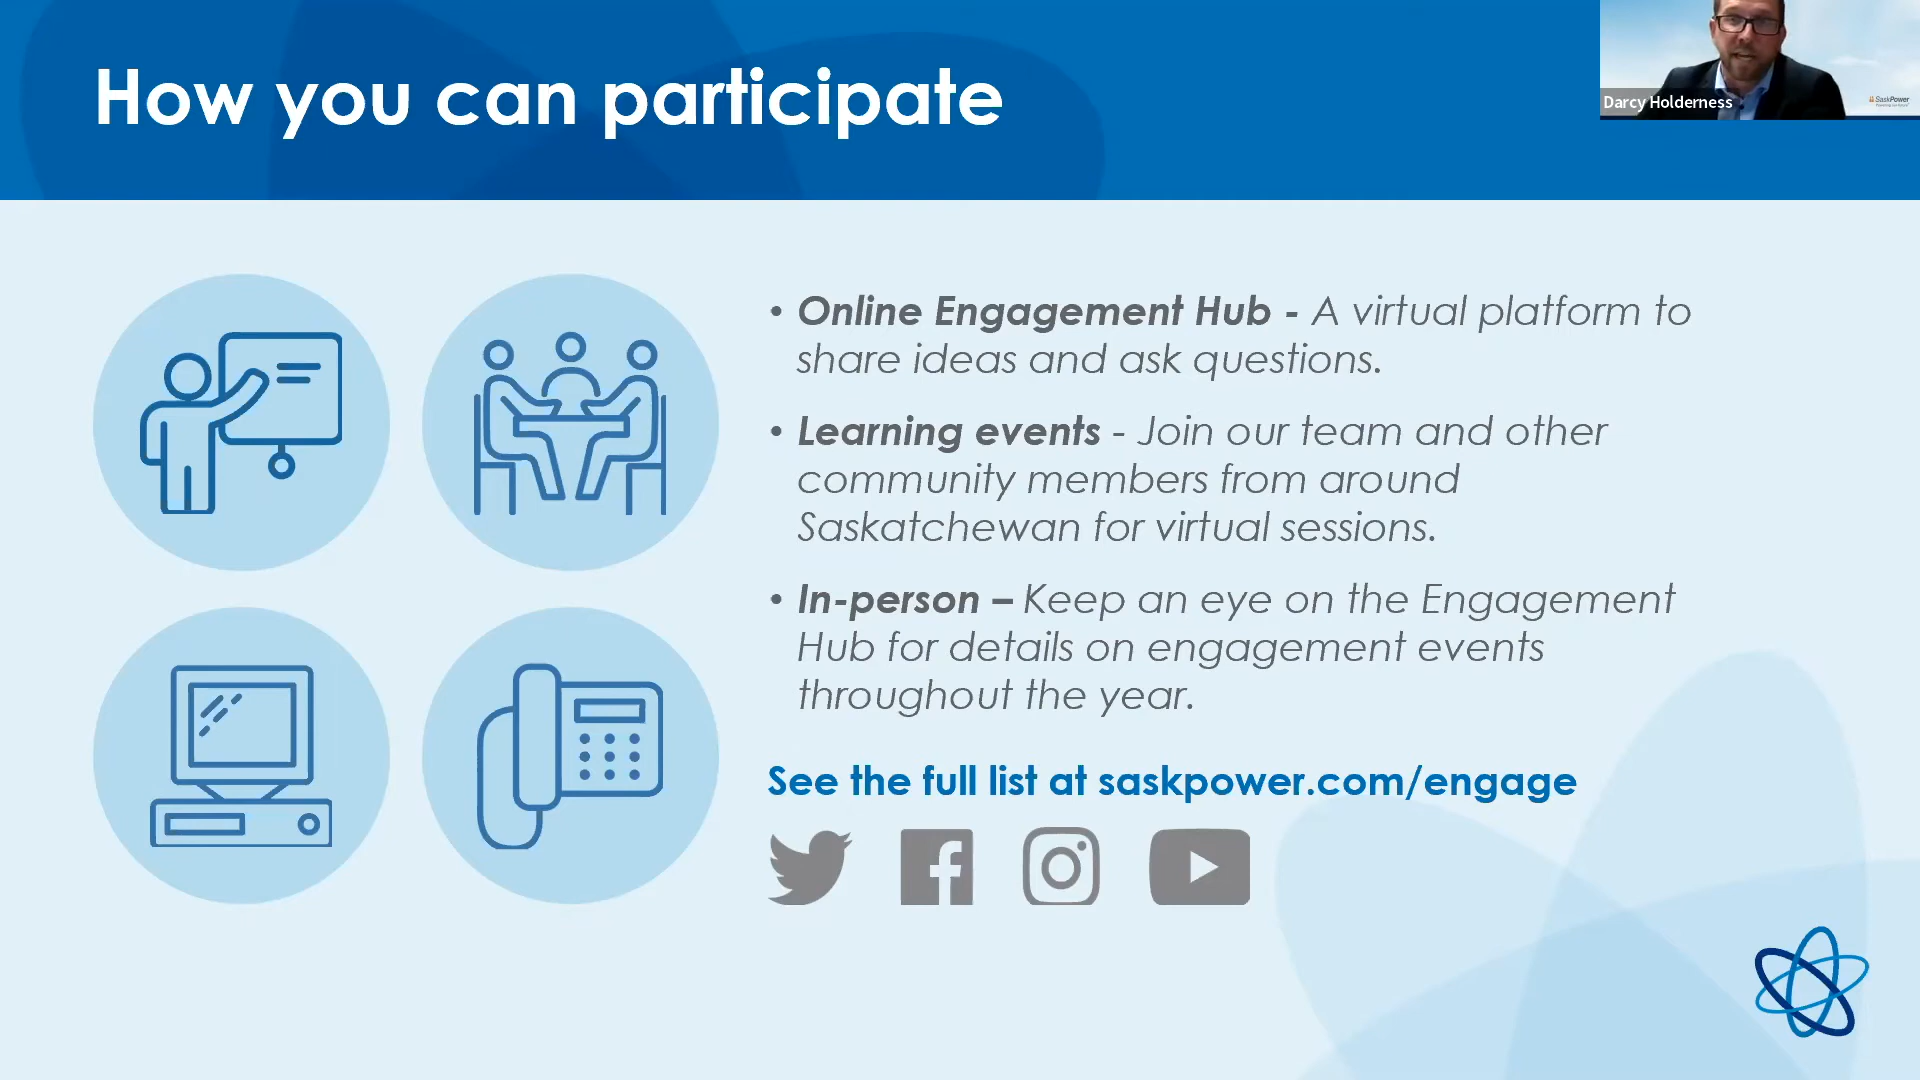 How you can participate
Darcy Holderness
SaskPower
• Online Engagement Hub - A virtual platform to
share ideas and ask questions.
• Learning events - Join our team and other
community members from around
Saskatchewan for virtual sessions.
• In-person – Keep an eye on the Engagement
Hub for details on engagement events
throughout the year.
See the full list at saskpower.com/engage